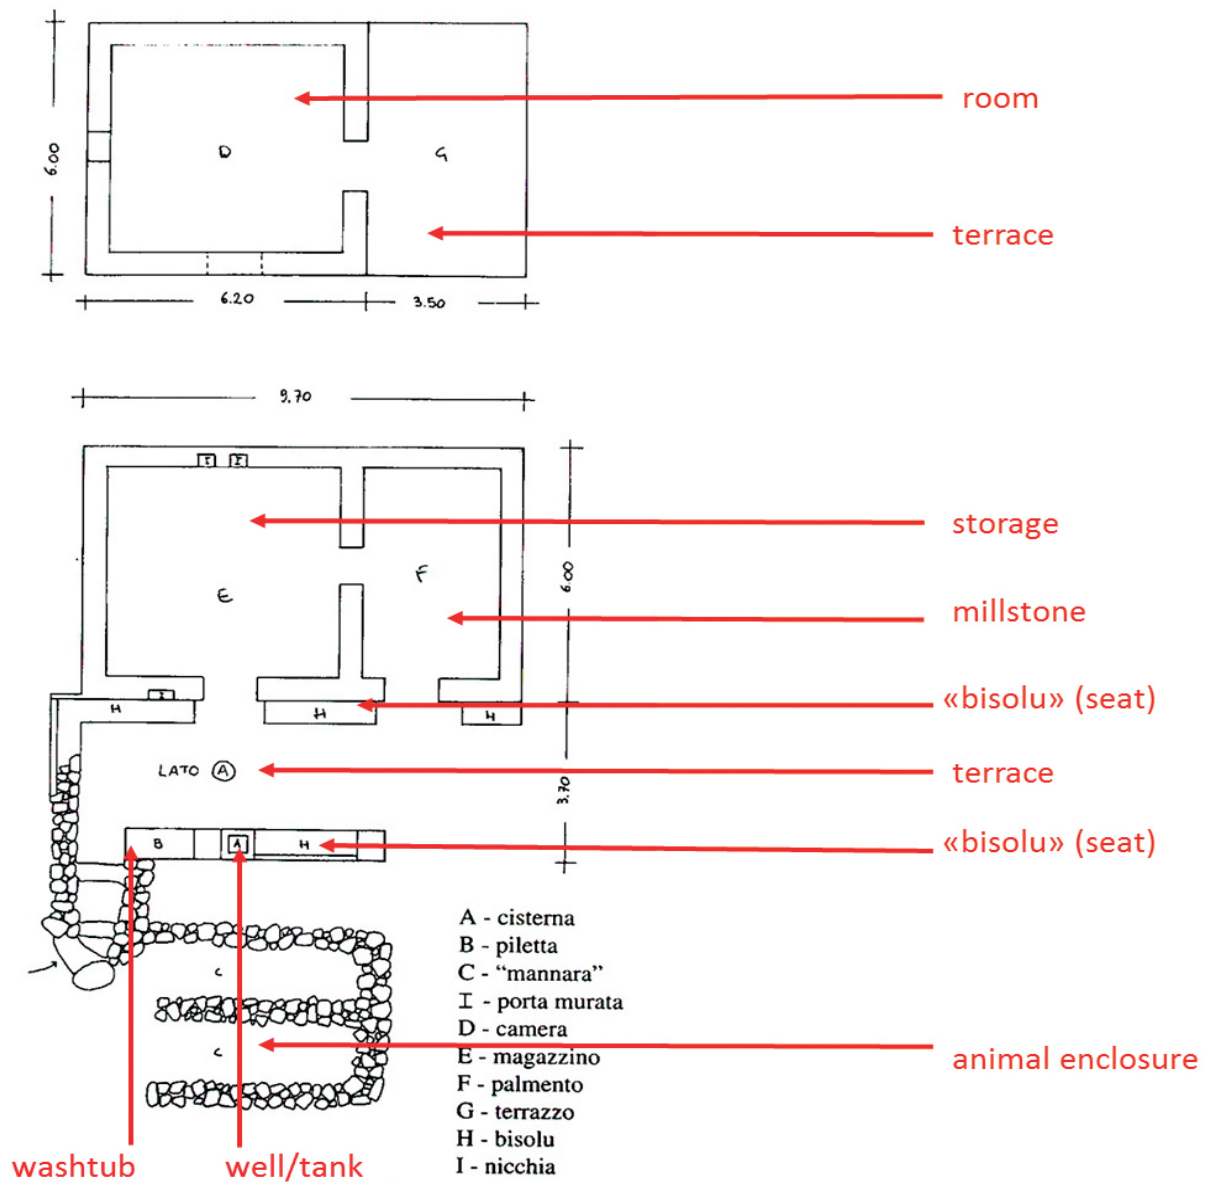 room
D
G
6.00
terrace
6.20
3.50
9.70
I
I
storage
F
6.00
E
millstone
I
H
H
H
«bisolu» (seat)
LATO A
terrace
3.70
B
A
H
«bisolu» (seat)
A - cisterna
B - piletta
C - “mannara”
I - porta murata
D - camera
E - magazzino
F - palmento
G - terrazzo
H - bisolu
I - nicchia
C
C
animal enclosure
washtub
well/tank